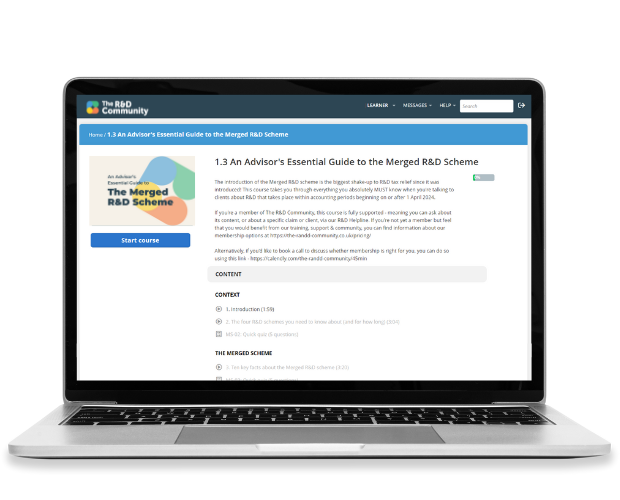 The R&D
Community
LEARNER MESSAGES HELP Search
Home / 1.3 An Advisor's Essential Guide to the Merged R&D Scheme
An Advisor's
Essential Guide to
The Merged
R&D Scheme
Start course
1.3 An Advisor's Essential Guide to the Merged R&D Scheme
The introduction of the Merged R&D scheme is the biggest shake-up to R&D tax relief since it was
introduced! This course takes you through everything you absolutely MUST know when you're talking to
clients about R&D that takes place within accounting periods beginning on or after 1 April 2024.
If you're a member of The R&D Community, this course is fully supported - meaning you can ask about
its content, or about a specific claim or client, via our R&D Helpline. If you're not yet a member but feel
that you would benefit from our training, support & community, you can find information about our
membership options at https://the-randd-community.co.uk/pricing/
Alternatively, if you'd like to book a call to discuss whether membership is right for you, you can do so
using this link - https://calendly.com/the-randd-community/45min
CONTENT
CONTEXT
1. Introduction (1:59)
2. The four R&D schemes you need to know about (and for how long)
MS 02. Quick quiz (5 questions)
THE MERGED SCHEME
3. Ten key facts about the Merged R&D scheme